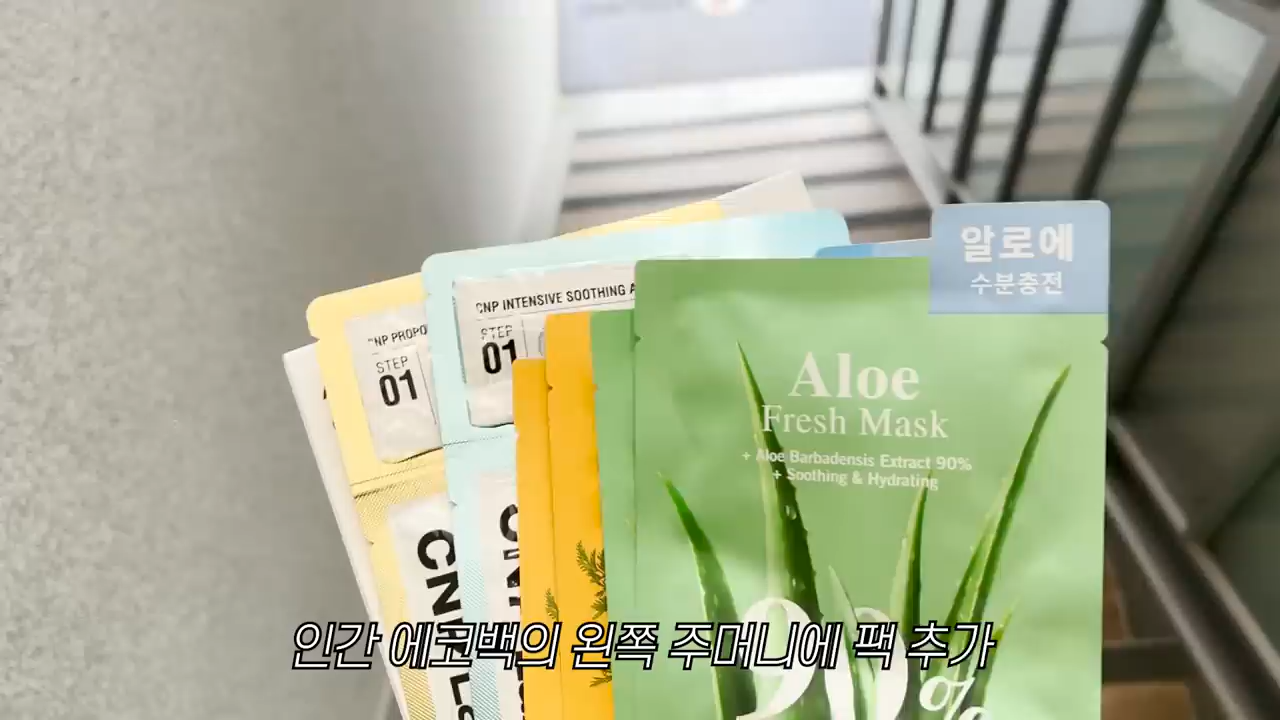 알로에
수분충전
CNP INTENSIVE SOOTHING
STEP
01
STEP
01
Aloe
Fresh Mask
+ Aloe Barbadensis Extract 90%
+ Soothing & Hydrating
90%
인간 에코백의 왼쪽 주머니에 팩 추가